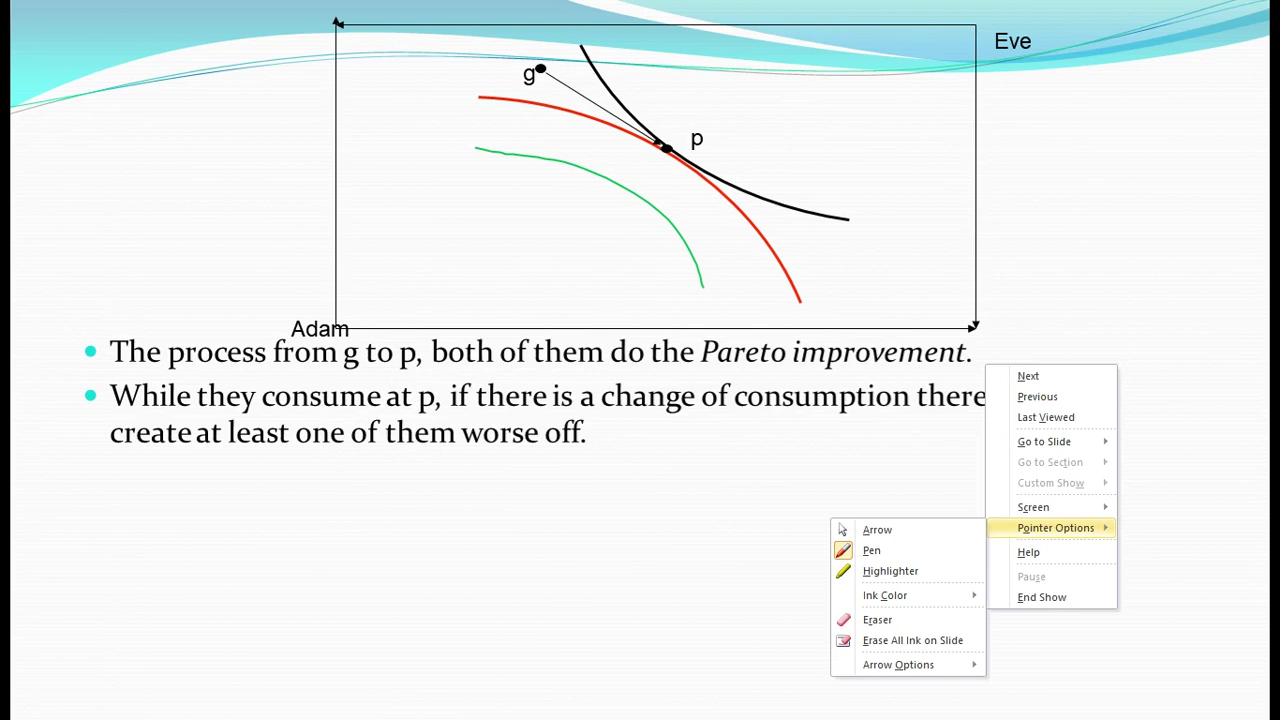 Eve
g
p
Adam
The process from g to p, both of them do the Pareto improvement.
While they consume at p, if there is a change of consumption there
create at least one of them worse off.
Next
Previous
Last Viewed
Go to Slide
Go to Section
Custom Show
Screen
Pointer Options
Help
Pause
End Show
Arrow
Pen
Highlighter
Ink Color
Eraser
Erase All Ink on Slide
Arrow Options